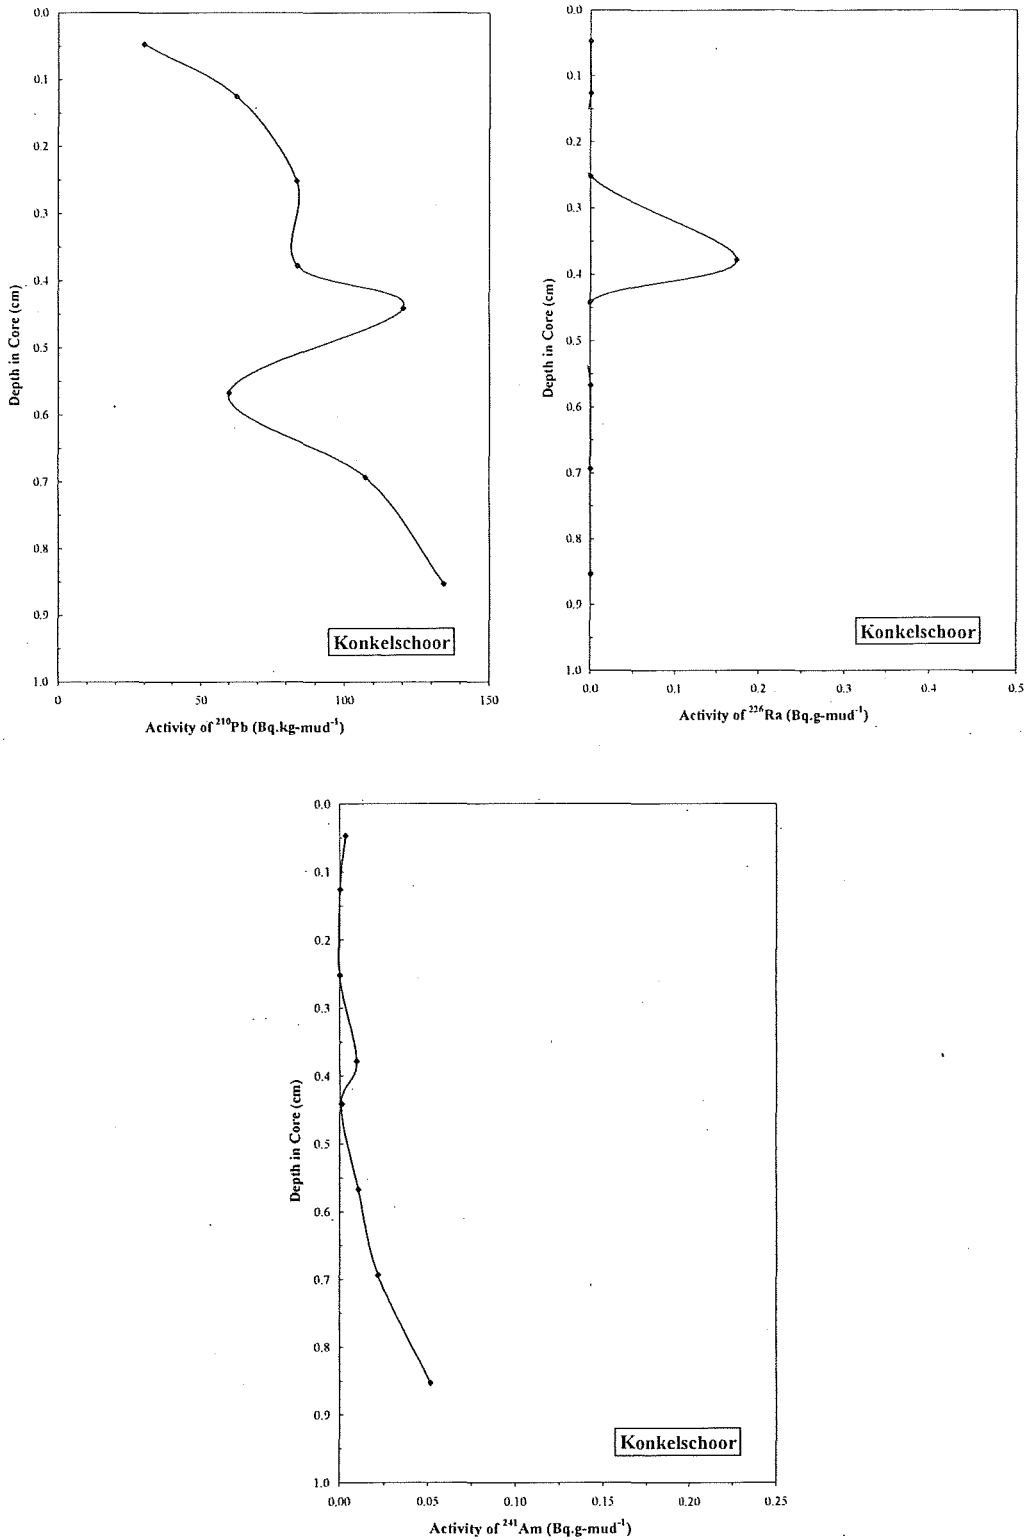 0.0
0.1
0.2
0.3
0.4
0.5
0.6
0.7
0.8
0.9
1.0
Depth in Core (cm)
Konkelschoor
0 50 100 150
Activity of ²¹⁰Pb (Bq.kg-mud⁻¹)
0.0
0.1
0.2
0.3
0.4
0.5
0.6
0.7
0.8
0.9
1.0
Depth in Core (cm)
Konkelschoor
0.0 0.1 0.2 0.3 0.4 0.5
Activity of ²²⁶Ra (Bq.g-mud⁻¹)
0.0
0.1
0.2
0.3
0.4
0.5
0.6
0.7
0.8
0.9
1.0
Depth in Core (cm)
Konkelschoor
0.00 0.05 0.10 0.15 0.20 0.25
Activity of ²⁴¹Am (Bq.g-mud⁻¹)